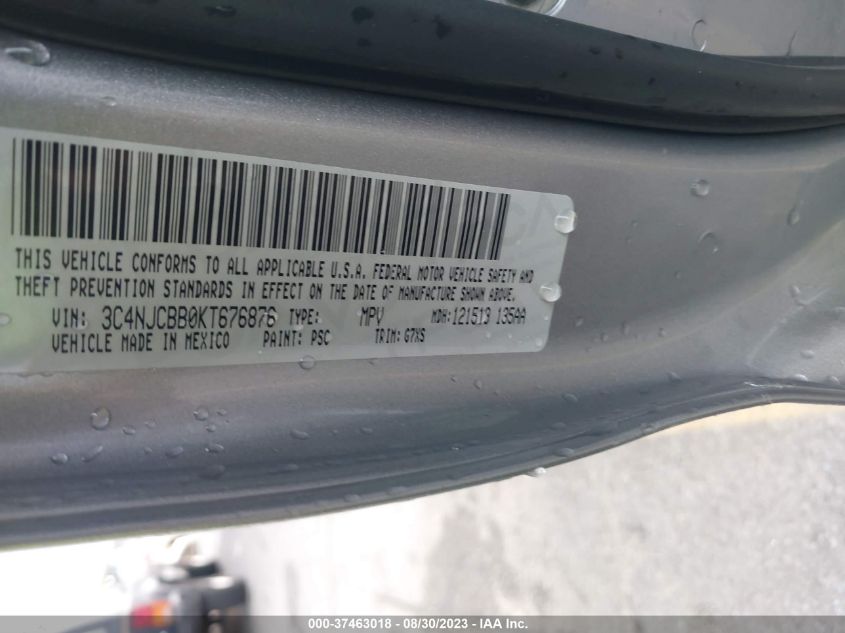 THIS VEHICLE CONFORMS TO ALL APPLICABLE U.S.A. FEDERAL MOTOR VEHICLE SAFETY AND
THEFT PREVENTION STANDARDS IN EFFECT ON THE DATE OF MANUFACTURE SHOWN ABOVE.
VIN: 3C4NJCBB0KT676876 TYPE: MPV MDH:121513 135AA
VEHICLE MADE IN MEXICO PAINT: PSC TRIM: G7XS
000-37463018 - 08/30/2023 - IAA Inc.